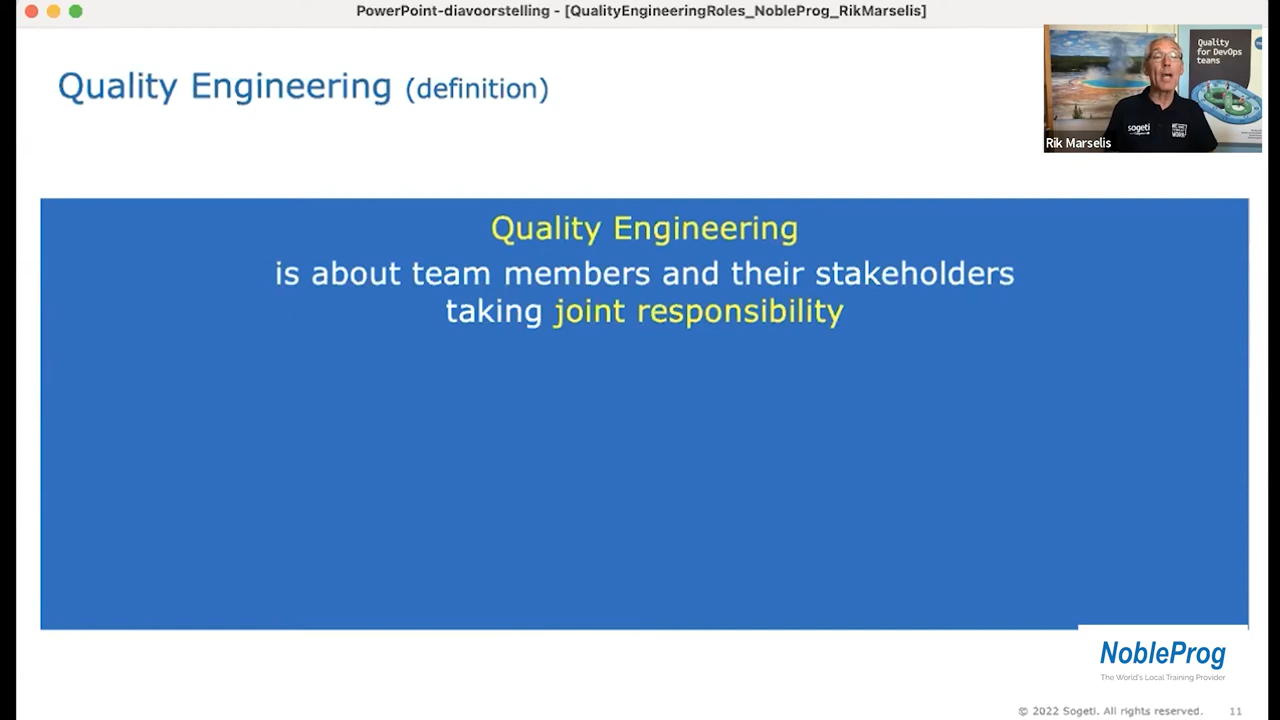 PowerPoint-diavoorstelling - [QualityEngineeringRoles_NobleProg_RikMarselis]
Quality Engineering (definition)
Quality
for DevOps
teams
sogeti
Rik Marselis
Quality Engineering
is about team members and their stakeholders
taking joint responsibility
NobleProg
The World's Local Training Provider
© 2022 Sogeti. All rights reserved. 11